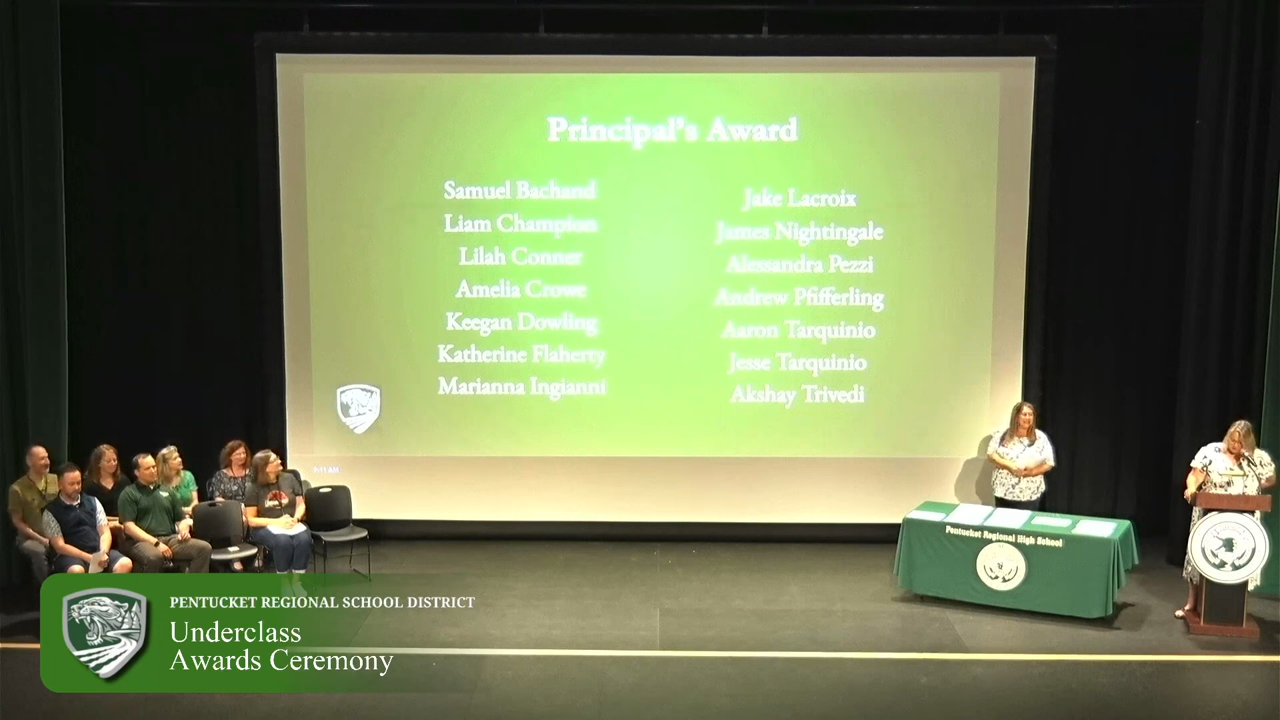 Principal's Award
Samuel Bachand
Liam Champion
Lilah Conner
Amelia Crowe
Keegan Dowling
Katherine Flaherty
Marianna Ingianni
Jake Lacroix
James Nightingale
Alessandra Pezzi
Andrew Pfifferling
Aaron Tarquinio
Jesse Tarquinio
Akshay Trivedi
Pentucket Regional High School
PENTUCKET REGIONAL SCHOOL DISTRICT
Underclass
Awards Ceremony